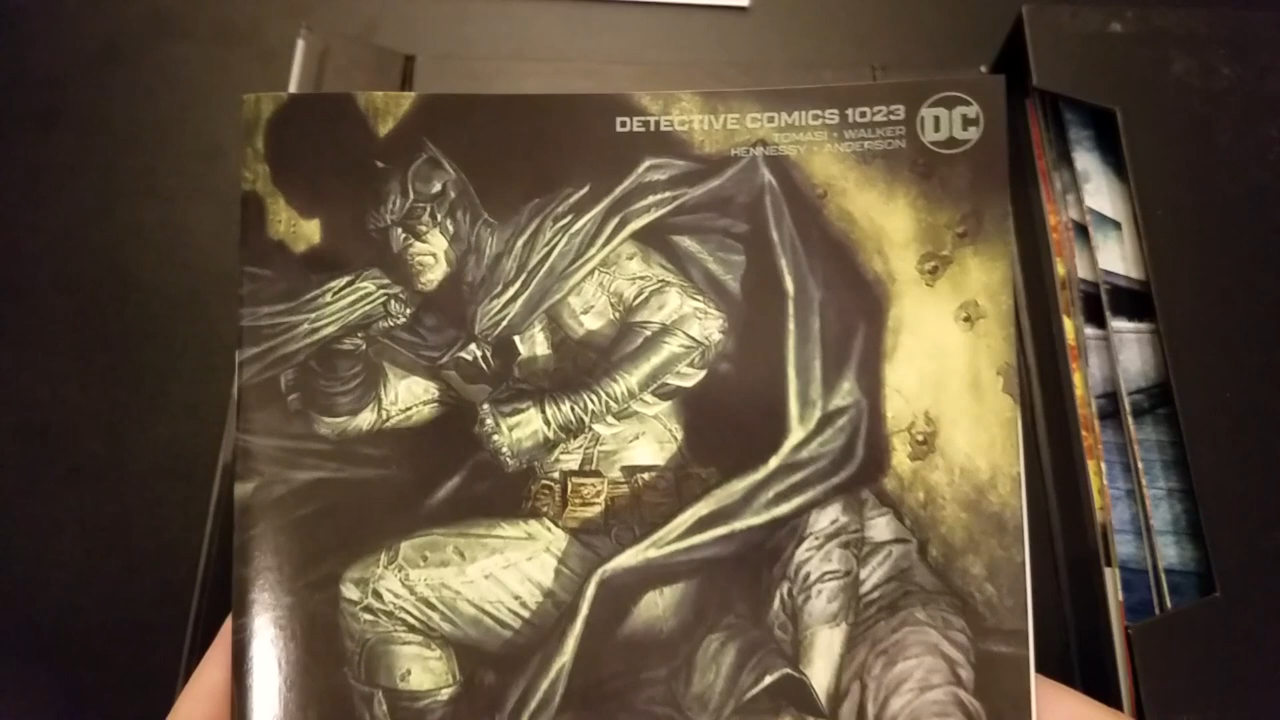 DETECTIVE COMICS 1023
TOMASI • WALKER
HENNESSY • ANDERSON
DC